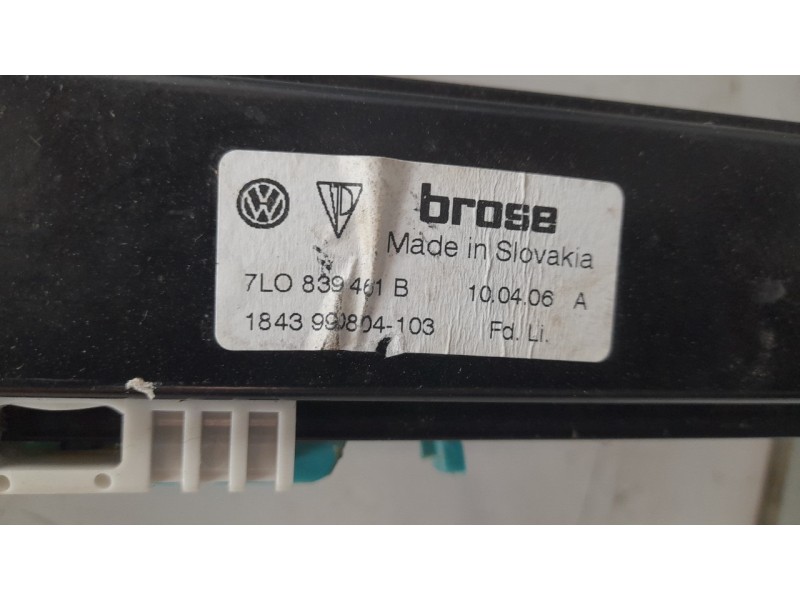 brose
Made in Slovakia
7LO 839 461 B 10.04.06 A
1843 990804-103 Fd. Li.